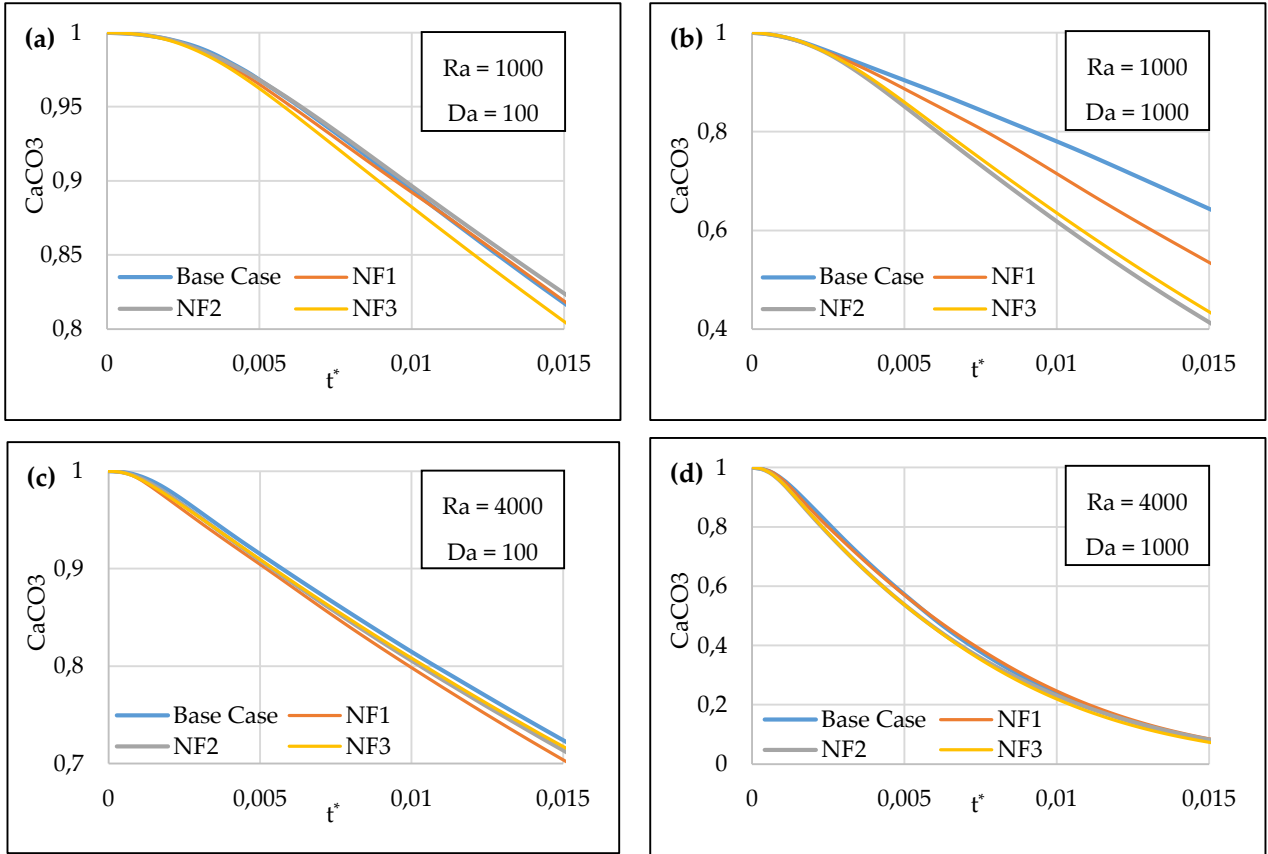 (a)
Ra = 1000
Da = 100
CaCO3
1
0,95
0,9
0,85
0,8
Base Case NF1
NF2 NF3
0 0,005 0,01 0,015
t*
(b)
Ra = 1000
Da = 1000
CaCO3
1
0,8
0,6
0,4
Base Case NF1
NF2 NF3
0 0,005 0,01 0,015
t*
(c)
Ra = 4000
Da = 100
CaCO3
1
0,9
0,8
0,7
Base Case NF1
NF2 NF3
0 0,005 0,01 0,015
t*
(d)
Ra = 4000
Da = 1000
CaCO3
1
0,8
0,6
0,4
0,2
0
Base Case NF1
NF2 NF3
0 0,005 0,01 0,015
t*